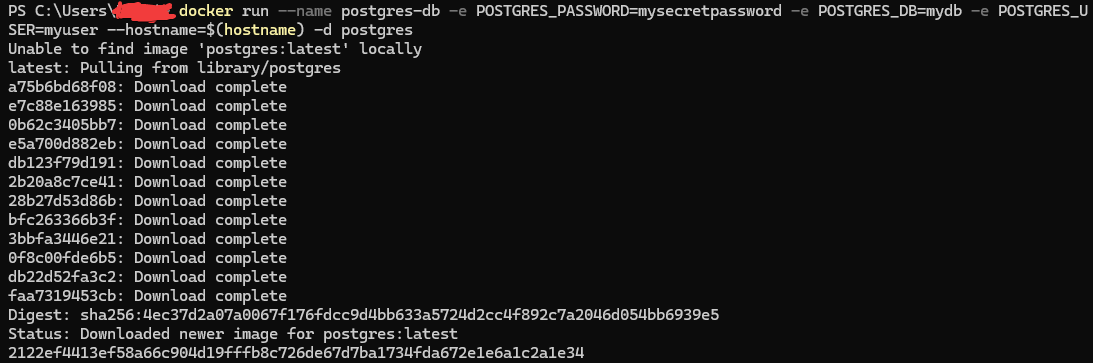 PS C:\Users\ docker run --name postgres-db -e POSTGRES_PASSWORD=mysecretpassword -e POSTGRES_DB=mydb -e POSTGRES_U
SER=myuser --hostname=$(hostname) -d postgres
Unable to find image 'postgres:latest' locally
latest: Pulling from library/postgres
a75b6bd68f08: Download complete
e7c88e163985: Download complete
0b62c3405bb7: Download complete
e5a700d882eb: Download complete
db123f79d191: Download complete
2b20a8c7ce41: Download complete
28b27d53d86b: Download complete
bfc263366b3f: Download complete
3bbfa3446e21: Download complete
0f8c00fde6b5: Download complete
db22d52fa3c2: Download complete
faa7319453cb: Download complete
Digest: sha256:4ec37d2a07a0067f176fdcc9d4bb633a5724d2cc4f892c7a2046d054bb6939e5
Status: Downloaded newer image for postgres:latest
2122ef4413ef58a66c904d19fffb8c726de67d7ba1734fda672e1e6a1c2a1e34